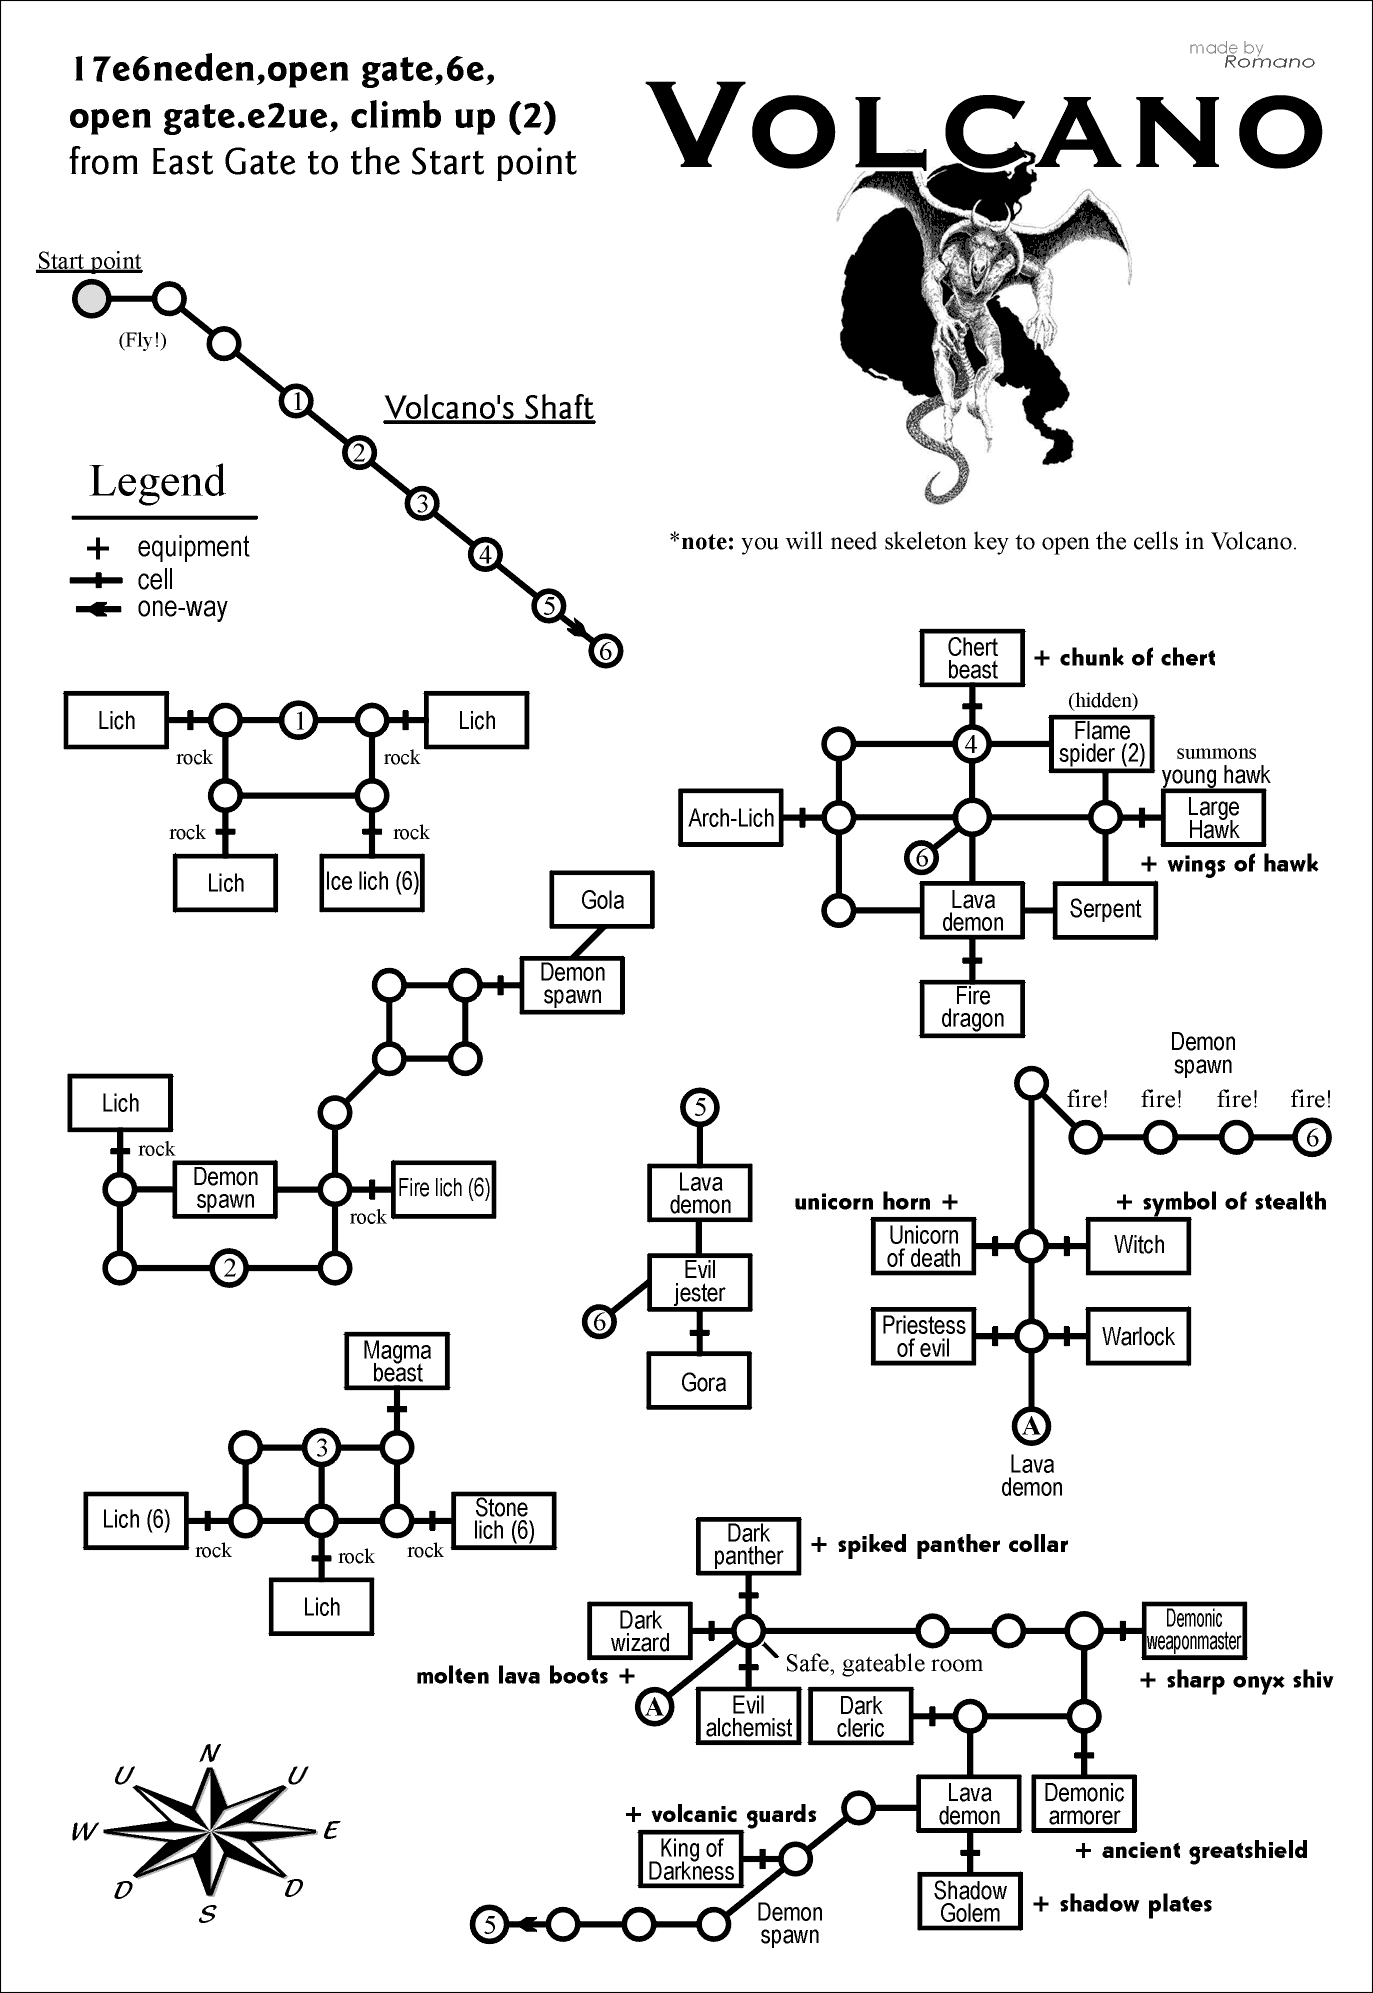 17e6neden,open gate,6e,
open gate.e2ue, climb up (2)
from East Gate to the Start point
made by
Romano
VOLCANO
Start point
(Fly!)
1
2
3
4
5
6
Volcano's Shaft
Legend
equipment
cell
one-way
*note: you will need skeleton key to open the cells in Volcano.
Lich
1
Lich
rock
rock
rock
rock
Lich
Ice lich (6)
Chert
beast
+ chunk of chert
(hidden)
4
Flame
spider (2)
summons
young hawk
Arch-Lich
Large
Hawk
6
+ wings of hawk
Lava
demon
Serpent
Fire
dragon
Gola
Demon
spawn
Lich
rock
Demon
spawn
Fire lich (6)
rock
2
5
Lava
demon
Evil
jester
6
Gora
Demon
spawn
fire!
fire!
fire!
fire!
6
unicorn horn +
+ symbol of stealth
Unicorn
of death
Witch
Priestess
of evil
Warlock
A
Lava
demon
Magma
beast
3
Lich (6)
Stone
lich (6)
rock
rock
rock
Lich
Dark
panther
+ spiked panther collar
Dark
wizard
Demonic
weaponmaster
Safe, gateable room
molten lava boots +
+ sharp onyx shiv
A
Evil
alchemist
Dark
cleric
Lava
demon
Demonic
armorer
+ volcanic guards
King of
Darkness
+ ancient greatshield
Shadow
Golem
+ shadow plates
5
Demon
spawn
N
U
U
W
E
D
D
S